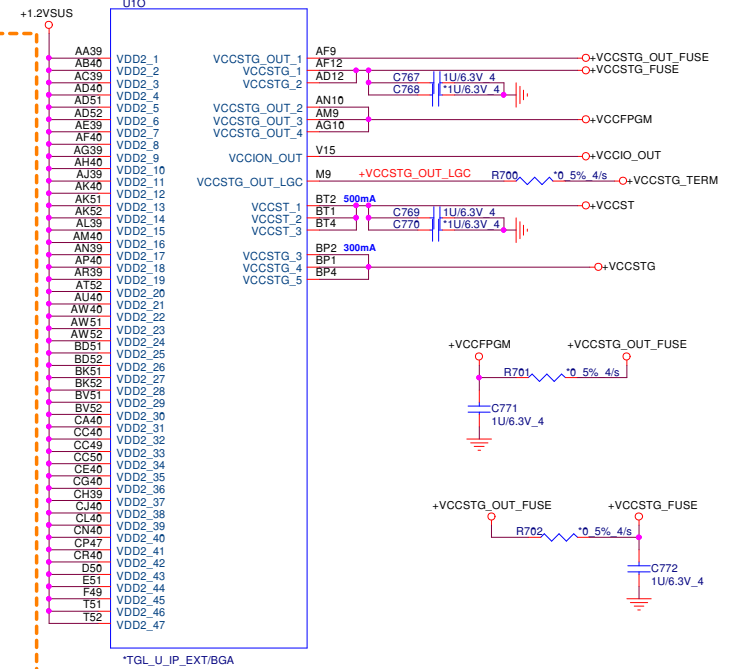 U1O
+1.2VSUS
AA39 VDD2_1
AB40 VDD2_2
AC39 VDD2_3
AD40 VDD2_4
AD51 VDD2_5
AD52 VDD2_6
AE39 VDD2_7
AF40 VDD2_8
AG39 VDD2_9
AH40 VDD2_10
AJ39 VDD2_11
AK40 VDD2_12
AK51 VDD2_13
AK52 VDD2_14
AL39 VDD2_15
AM40 VDD2_16
AN39 VDD2_17
AP40 VDD2_18
AR39 VDD2_19
AT52 VDD2_20
AU40 VDD2_21
AW40 VDD2_22
AW51 VDD2_23
AW52 VDD2_24
BD51 VDD2_25
BD52 VDD2_26
BK51 VDD2_27
BK52 VDD2_28
BV51 VDD2_29
BV52 VDD2_30
CA40 VDD2_31
CC40 VDD2_32
CC49 VDD2_33
CC50 VDD2_34
CE40 VDD2_35
CG40 VDD2_36
CH39 VDD2_37
CJ40 VDD2_38
CL40 VDD2_39
CN40 VDD2_40
CP47 VDD2_41
CR40 VDD2_42
D50 VDD2_43
E51 VDD2_44
F49 VDD2_45
T51 VDD2_46
T52 VDD2_47
VCCSTG_OUT_1 AF9 +VCCSTG_OUT_FUSE
VCCSTG_1 AF12 +VCCSTG_FUSE
VCCSTG_2 AD12
C767 1U/6.3V_4
C768 *1U/6.3V_4
VCCSTG_OUT_2 AN10
VCCSTG_OUT_3 AM9 +VCCFPGM
VCCSTG_OUT_4 AG10
VCCION_OUT V15 +VCCIO_OUT
VCCSTG_OUT_LGC M9 +VCCSTG_OUT_LGC R700 *0_5%_4/s +VCCSTG_TERM
VCCST_1 BT2 500mA +VCCST
VCCST_2 BT1
VCCST_3 BT4
C769 1U/6.3V_4
C770 *1U/6.3V_4
VCCSTG_3 BP2 300mA
VCCSTG_4 BP1 +VCCSTG
VCCSTG_5 BP4
+VCCFPGM +VCCSTG_OUT_FUSE
R701 *0_5%_4/s
C771
1U/6.3V_4
+VCCSTG_OUT_FUSE +VCCSTG_FUSE
R702 *0_5%_4/s
C772
1U/6.3V_4
*TGL_U_IP_EXT/BGA